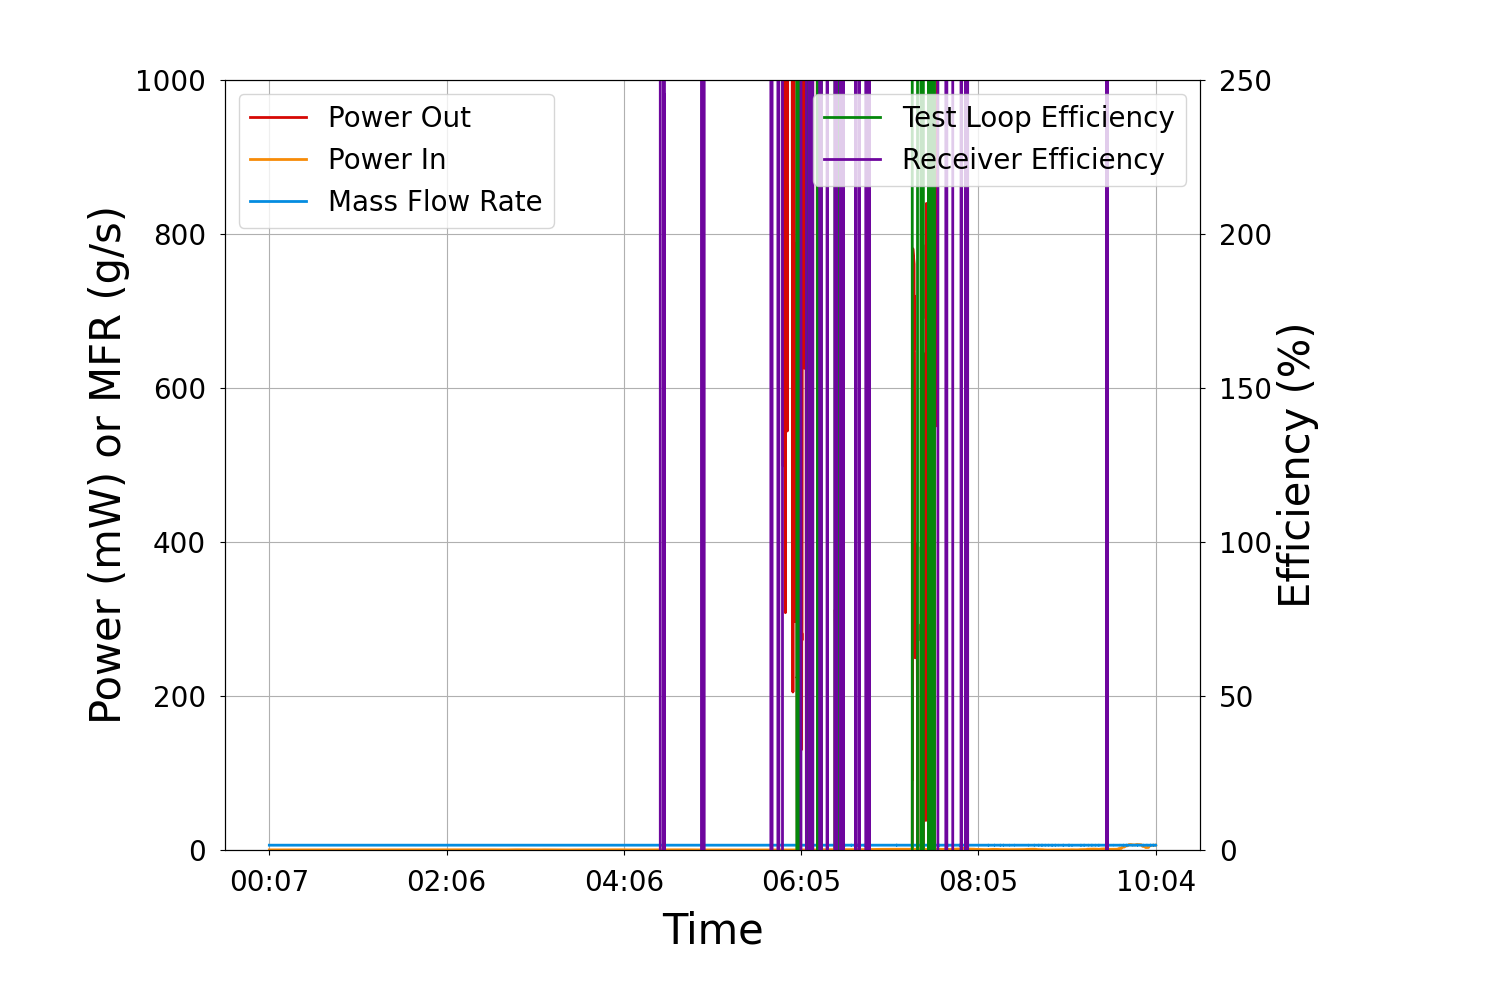 1000
800
600
400
200
0
Power (mW) or MFR (g/s)
Power Out
Power In
Mass Flow Rate
Test Loop Efficiency
Receiver Efficiency
250
200
150
100
50
0
Efficiency (%)
00:07 02:06 04:06 06:05 08:05 10:04
Time